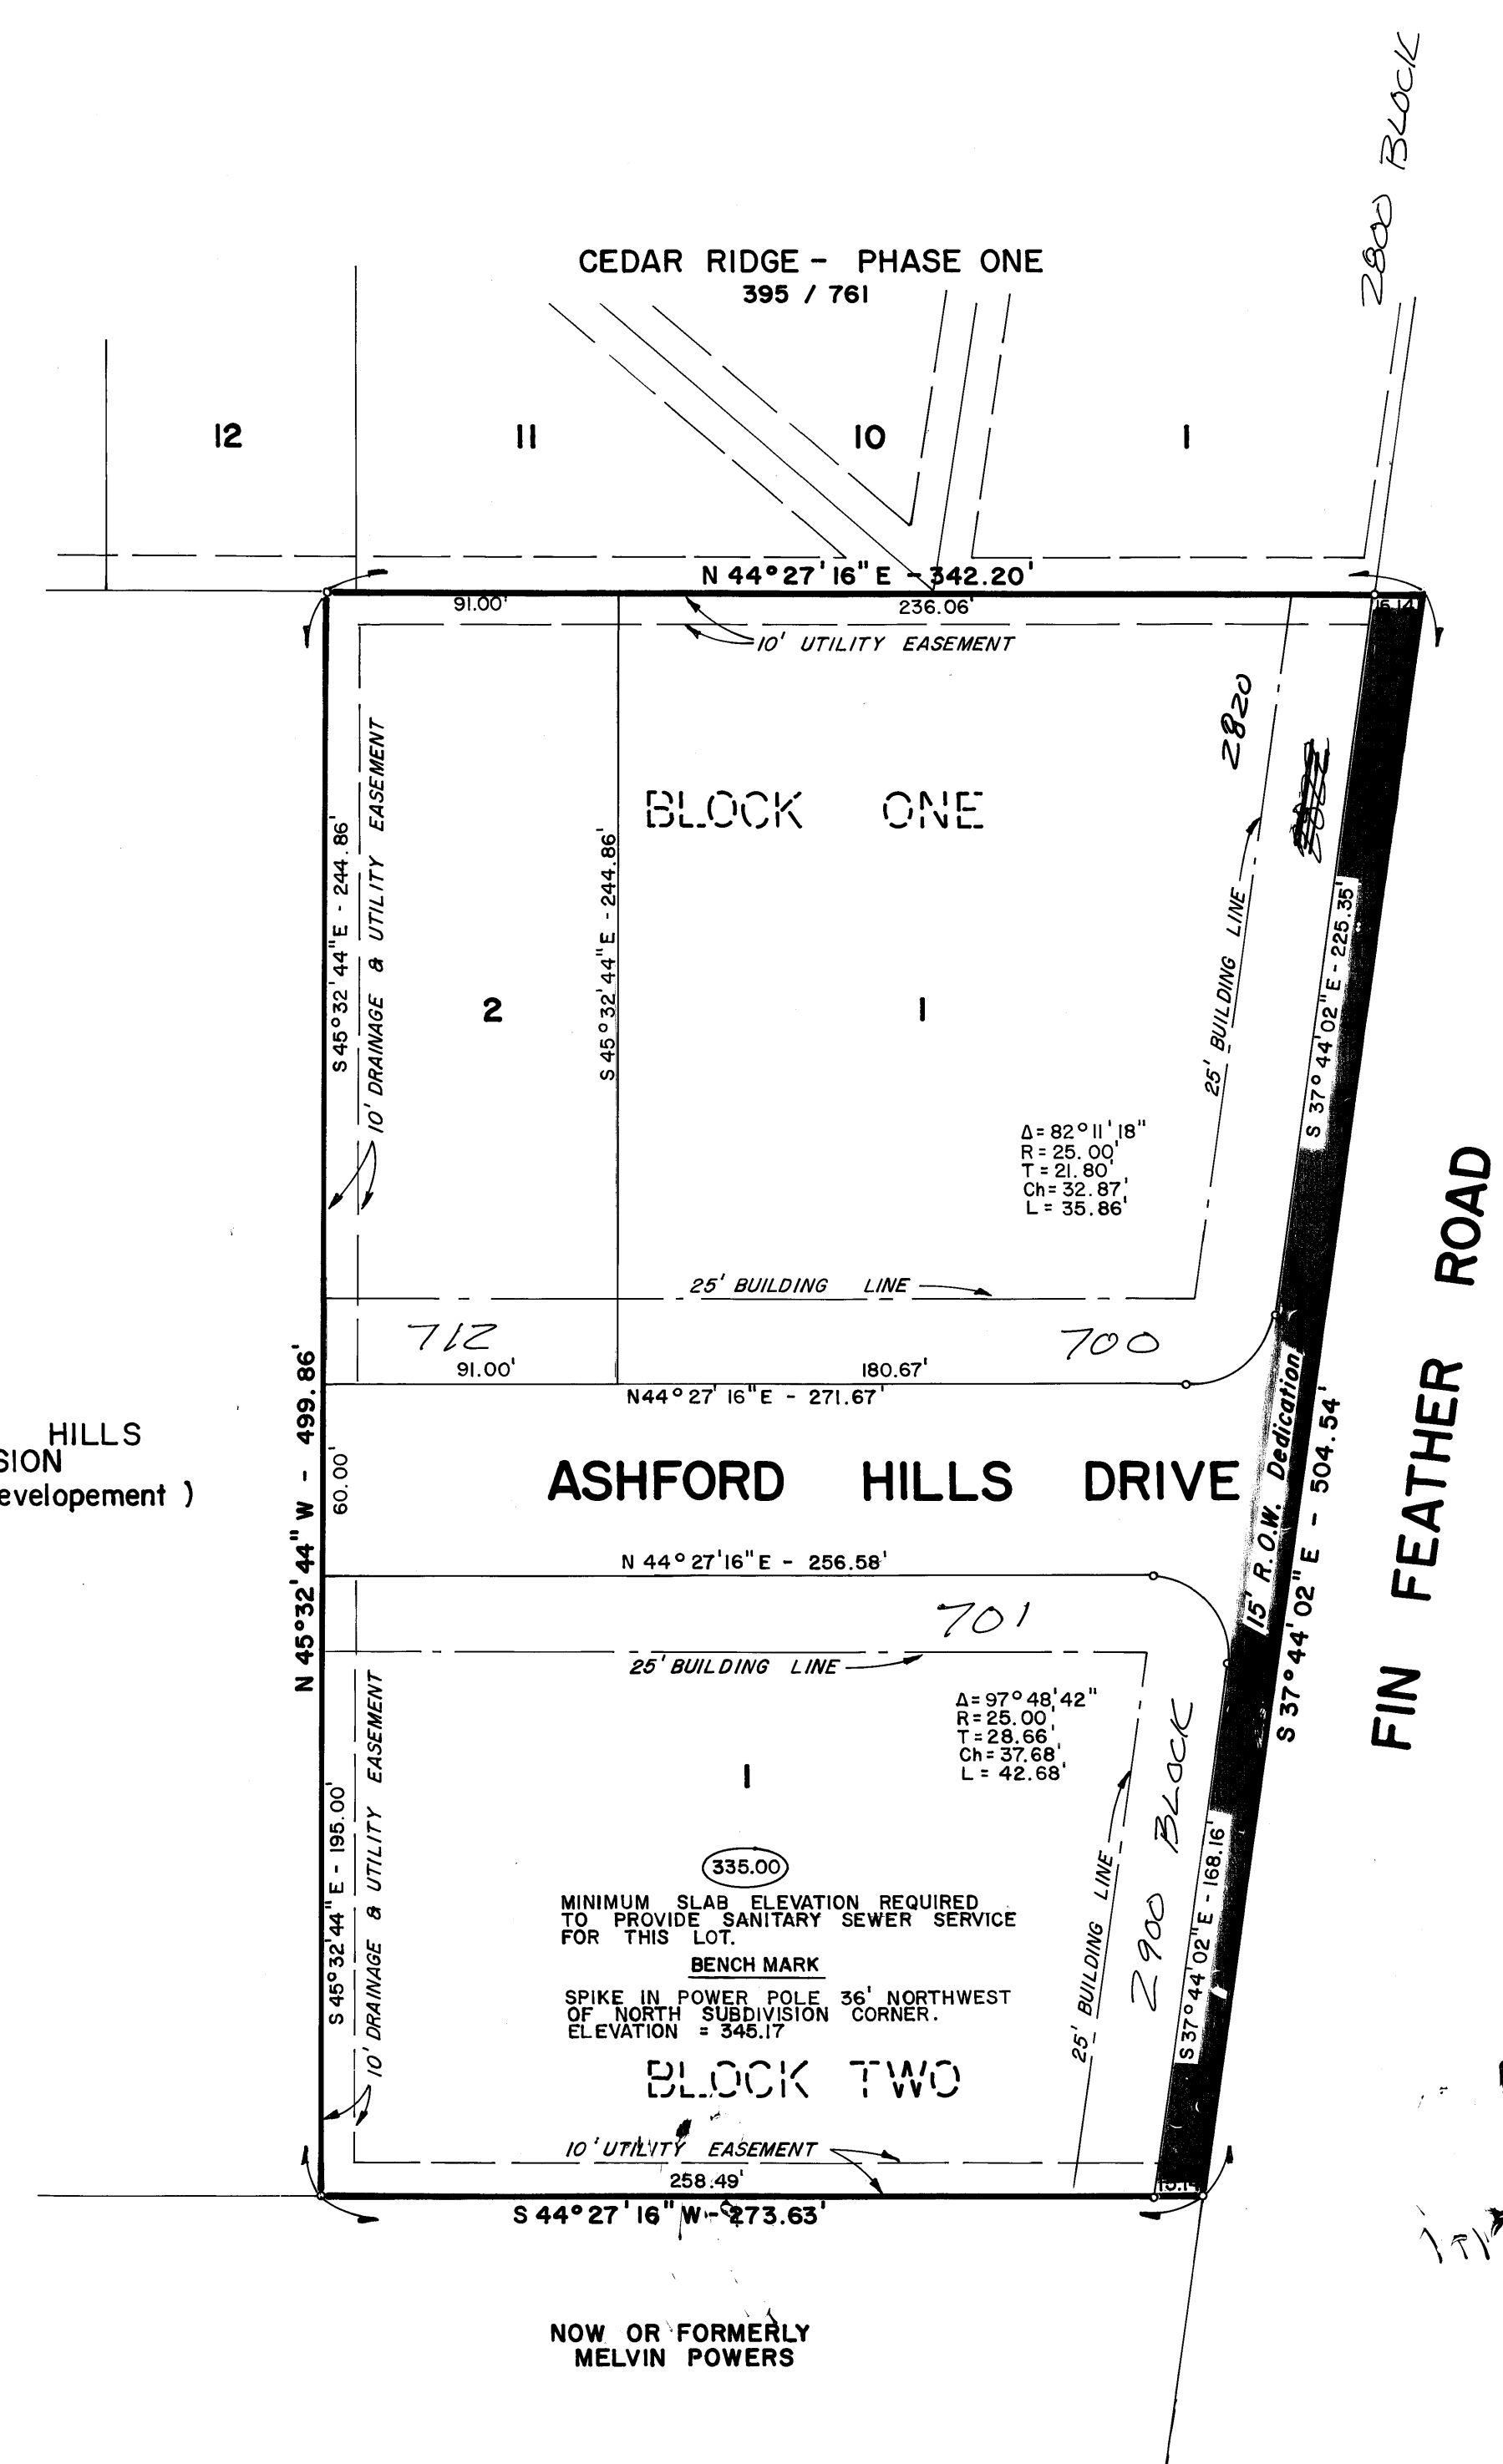 2800 BLOCK
CEDAR RIDGE - PHASE ONE
395 / 761
12
11
10
1
N 44°27'16" E - 342.20'
91.00'
236.06'
15.14'
10' UTILITY EASEMENT
2820
BLOCK ONE
S 45°32'44" E - 244.86'
10' DRAINAGE & UTILITY EASEMENT
S 45°32'44" E - 244.86'
25' BUILDING LINE
S 37°44'02" E - 225.35'
2
1
Δ = 82°11'18"
R = 25.00'
T = 21.80'
Ch = 32.87'
L = 35.86'
25' BUILDING LINE
712
700
91.00'
180.67'
N 44°27'16" E - 271.67'
N 45°32'44" W - 499.86'
HILLS
SION
evelopement )
60.00'
ASHFORD HILLS DRIVE
15' R.O.W. Dedication
S 37°44'02" E - 504.54'
FIN FEATHER ROAD
N 44°27'16" E - 256.58'
701
25' BUILDING LINE
Δ = 97°48'42"
R = 25.00'
T = 28.66'
Ch = 37.68'
L = 42.68'
S 45°32'44" E - 195.00'
10' DRAINAGE & UTILITY EASEMENT
1
25' BUILDING LINE
2900 BLOCK
S 37°44'02" E - 168.16'
335.00
MINIMUM SLAB ELEVATION REQUIRED
TO PROVIDE SANITARY SEWER SERVICE
FOR THIS LOT.
BENCH MARK
SPIKE IN POWER POLE 36' NORTHWEST
OF NORTH SUBDIVISION CORNER.
ELEVATION = 345.17
BLOCK TWO
10' UTILITY EASEMENT
258.49'
15.14'
S 44°27'16" W - 273.63'
NOW OR FORMERLY
MELVIN POWERS